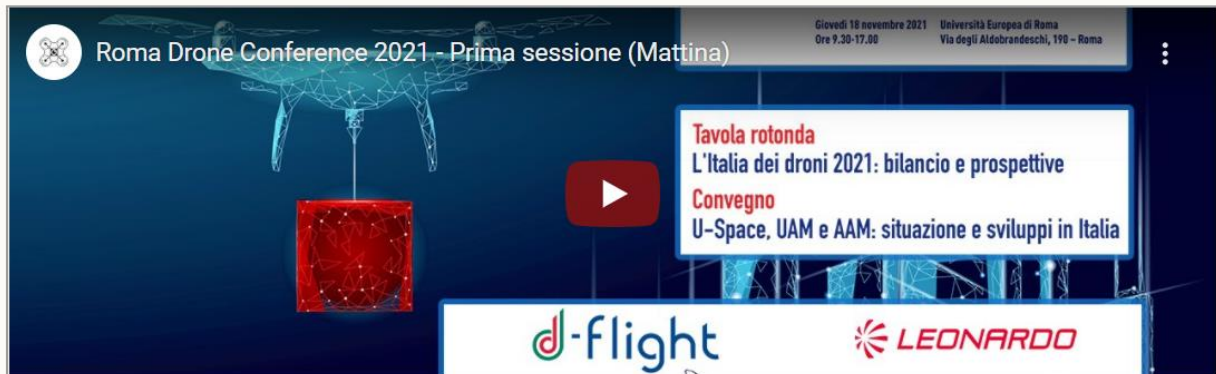 Roma Drone Conference 2021 - Prima sessione (Mattina)
Giovedì 18 novembre 2021 Università Europea di Roma
Ore 9.30-17.00 Via degli Aldobrandeschi, 190 – Roma
Tavola rotonda
L'Italia dei droni 2021: bilancio e prospettive
Convegno
U-Space, UAM e AAM: situazione e sviluppi in Italia
d-flight
LEONARDO